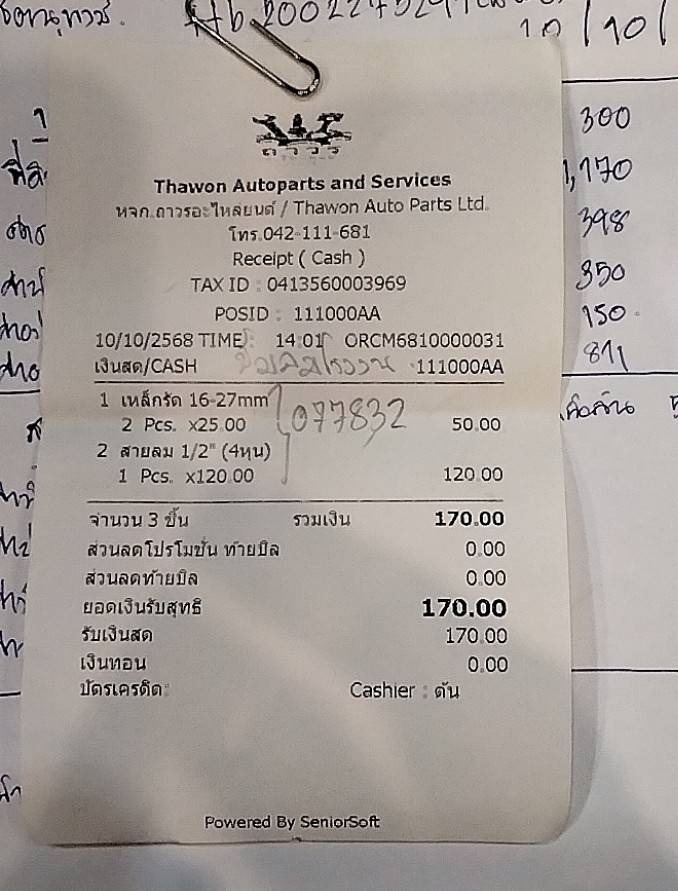 300
1,170
398
350
150
811
10/10/
ถาวร
Thawon Autoparts and Services
หจก.ถาวรอะไหล่ยนต์ / Thawon Auto Parts Ltd.
โทร.042-111-681
Receipt ( Cash )
TAX ID : 0413560003969
POSID : 111000AA
10/10/2568 TIME : 14:01 ORCM6810000031
เงินสด/CASH 111000AA
1 เหล็กรัด 16-27mm
2 Pcs. x25.00 50.00
077832
2 สายลม 1/2" (4หุน)
1 Pcs. x120.00 120.00
จำนวน 3 ชิ้น รวมเงิน 170.00
ส่วนลดโปรโมชั่น ท้ายบิล 0.00
ส่วนลดท้ายบิล 0.00
ยอดเงินรับสุทธิ 170.00
รับเงินสด 170.00
เงินทอน 0.00
บัตรเครดิต:
Cashier : ต้น
Powered By SeniorSoft